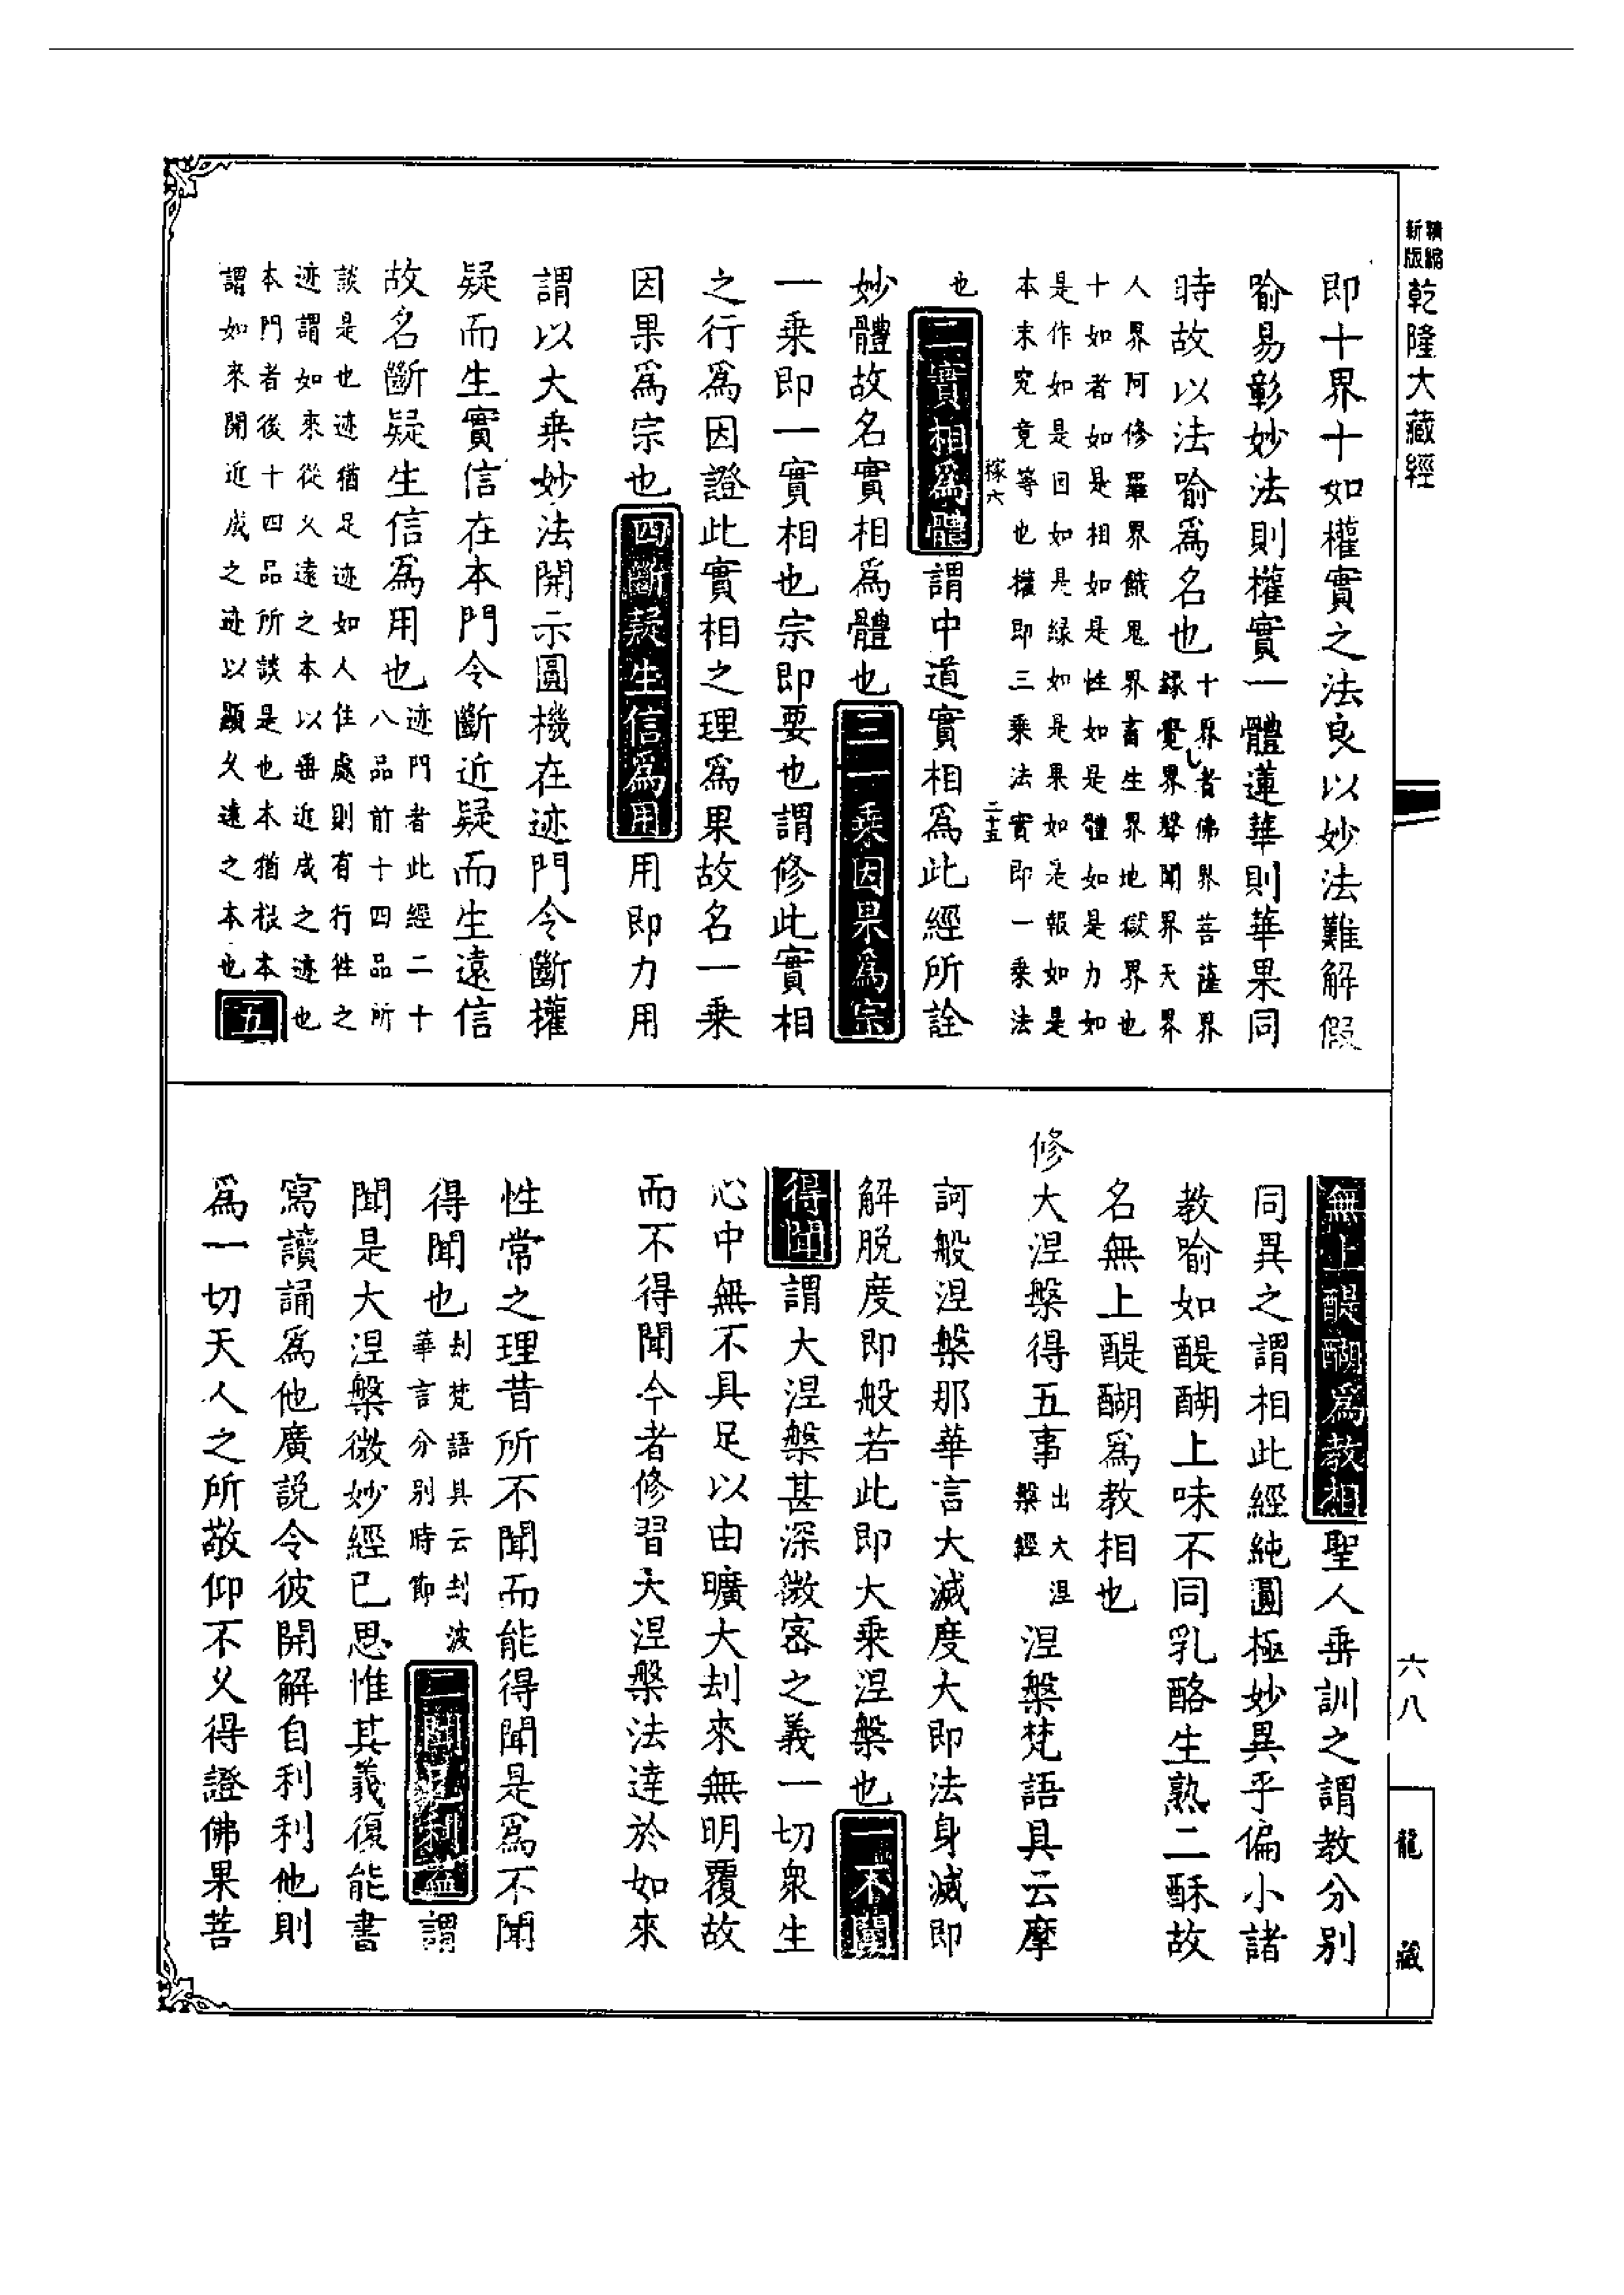 精縮新版
乾隆大藏經
即十界十如權實之法良以妙法難解假
喻易彰妙法則權實一體蓮華則華果同
時故以法喻爲名也
十界者佛界菩薩界
緣覺界聲聞界天界
人界阿修羅界餓鬼界畜生界地獄界也
十如者如是相如是性如是體如是力如
是作如是因如是緣如是果如是報如是
本末究竟等也權即三乘法實即一乘法
也
二實相爲體謂中道實相爲此經所詮
稼六
二十五
妙體故名實相爲體也三一乘因果爲宗
一乘即一實相也宗即要也謂修此實相
之行爲因證此實相之理爲果故名一乘
因果爲宗也四斷疑生信爲用用即力用
謂以大乘妙法開示圓機在迹門令斷權
疑而生實信在本門令斷近疑而生遠信
故名斷疑生信爲用也
迹門者此經二十
八品前十四品所
談是也迹猶足迹如人住處則有行往之
迹謂如來從久遠之本以垂近成之迹也
本門者後十四品所談是也本猶根本
謂如來開近成之迹以顯久遠之本也
五
無上醍醐爲教相聖人垂訓之謂教分別
同異之謂相此經純圓極妙異乎偏小諸
教喻如醍醐上味不同乳酪生熟二酥故
名無上醍醐爲教相也
修大涅槃得五事
出大涅
槃經
涅槃梵語具云摩
訶般涅槃那華言大滅度大即法身滅即
解脫度即般若此即大乘涅槃也一不聞
得聞謂大涅槃甚深微密之義一切衆生
心中無不具足以由曠大劫來無明覆故
而不得聞今者修習大涅槃法達於如來
性常之理昔所不聞而能得聞是爲不聞
得聞也
劫梵語具云劫波
華言分別時節
二聞已利益謂
聞是大涅槃微妙經已思惟其義復能書
寫讀誦爲他廣説令彼開解自利利他則
爲一切天人之所敬仰不久得證佛果菩
六八
龍藏